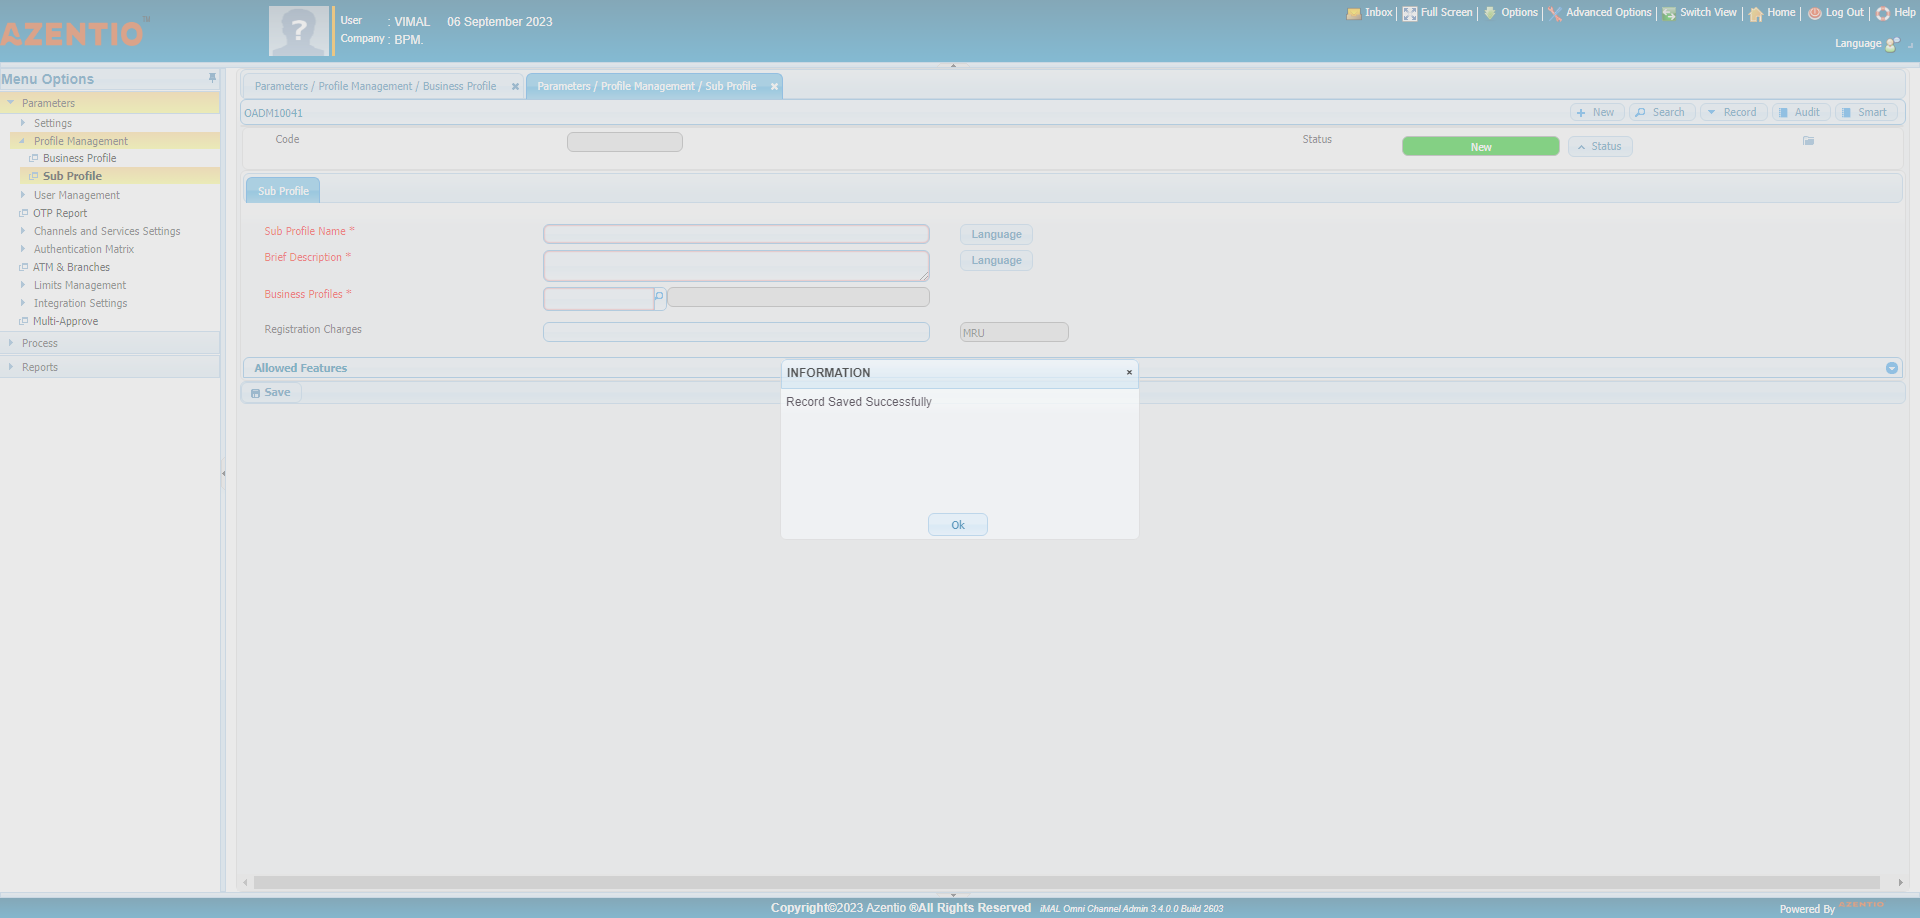 AZENTIO™
User : VIMAL 06 September 2023
Company : BPM.
Inbox Full Screen Options Advanced Options Switch View Home Log Out Help
Language
Menu Options
Parameters
Settings
Profile Management
Business Profile
Sub Profile
User Management
OTP Report
Channels and Services Settings
Authentication Matrix
ATM & Branches
Limits Management
Integration Settings
Multi-Approve
Process
Reports
Parameters / Profile Management / Business Profile
Parameters / Profile Management / Sub Profile
OADM10041
New Search Record Audit Smart
Code
Status New Status
Sub Profile
Sub Profile Name * Language
Brief Description * Language
Business Profiles *
Registration Charges MRU
Allowed Features
Save
INFORMATION
Record Saved Successfully
Ok
Copyright©2023 Azentio ®All Rights Reserved iMAL Omni Channel Admin 3.4.0.0 Build 2603
Powered By AZENTIO